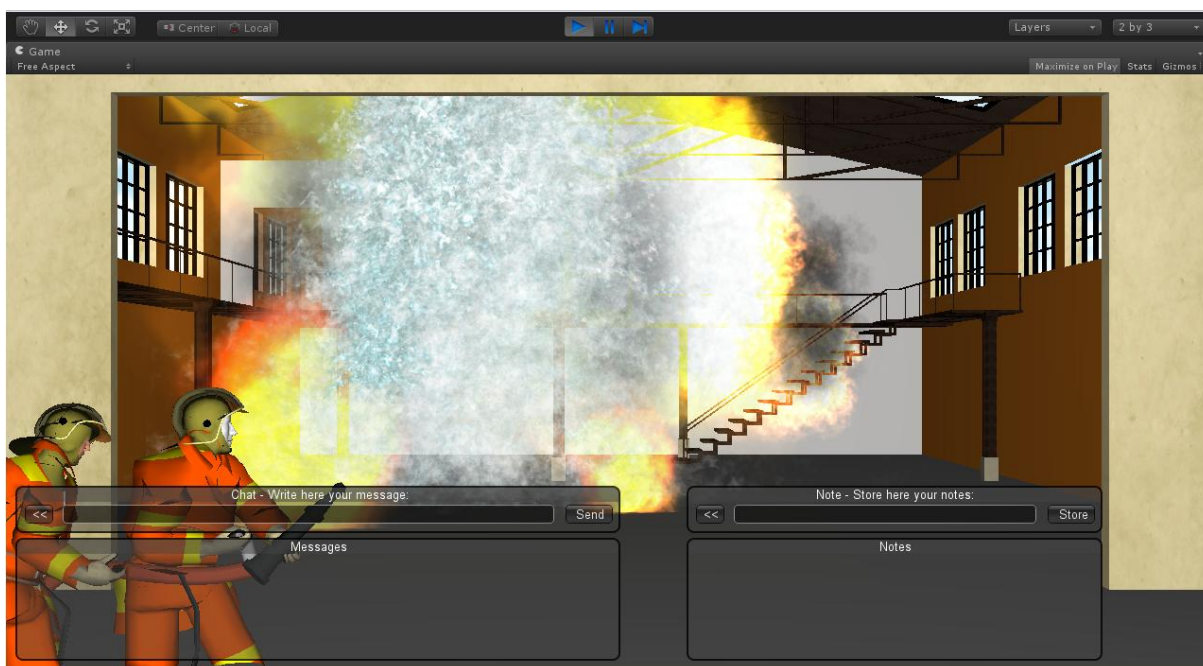 Center Local
Layers
2 by 3
Game
Free Aspect
Maximize on Play Stats Gizmos
Chat - Write here your message:
<< Send
Messages
Note - Store here your notes:
<< Store
Notes